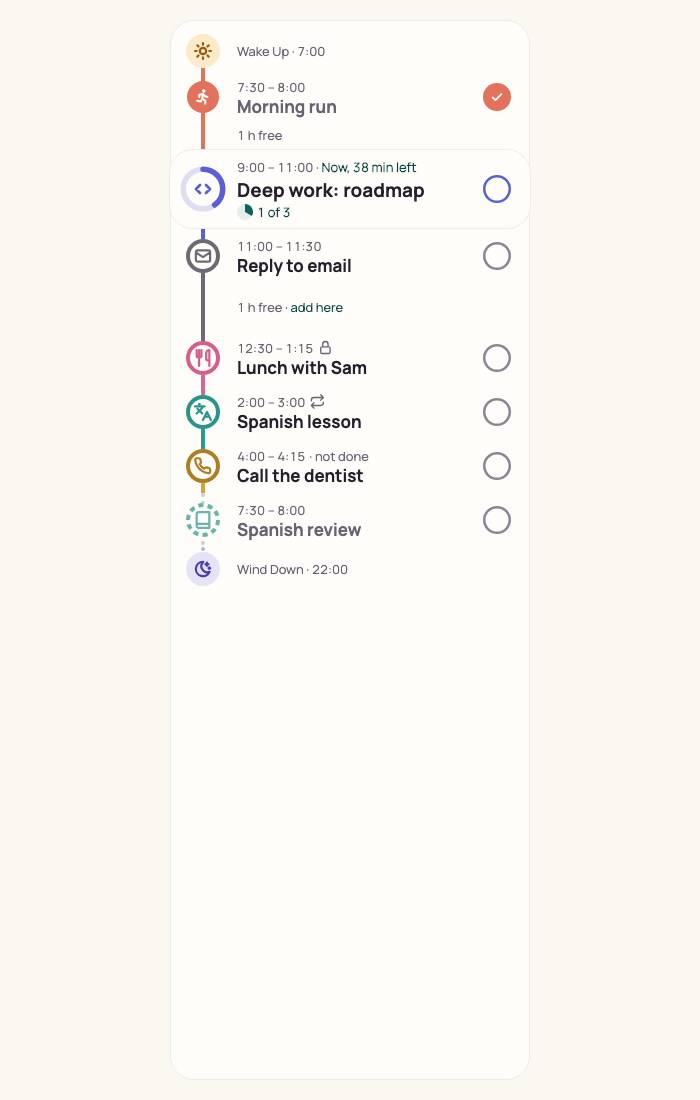 Wake Up · 7:00
7:30 – 8:00
Morning run
1 h free
9:00 – 11:00 · Now, 38 min left
Deep work: roadmap
1 of 3
11:00 – 11:30
Reply to email
1 h free · add here
12:30 – 1:15
Lunch with Sam
2:00 – 3:00
Spanish lesson
4:00 – 4:15 · not done
Call the dentist
7:30 – 8:00
Spanish review
Wind Down · 22:00